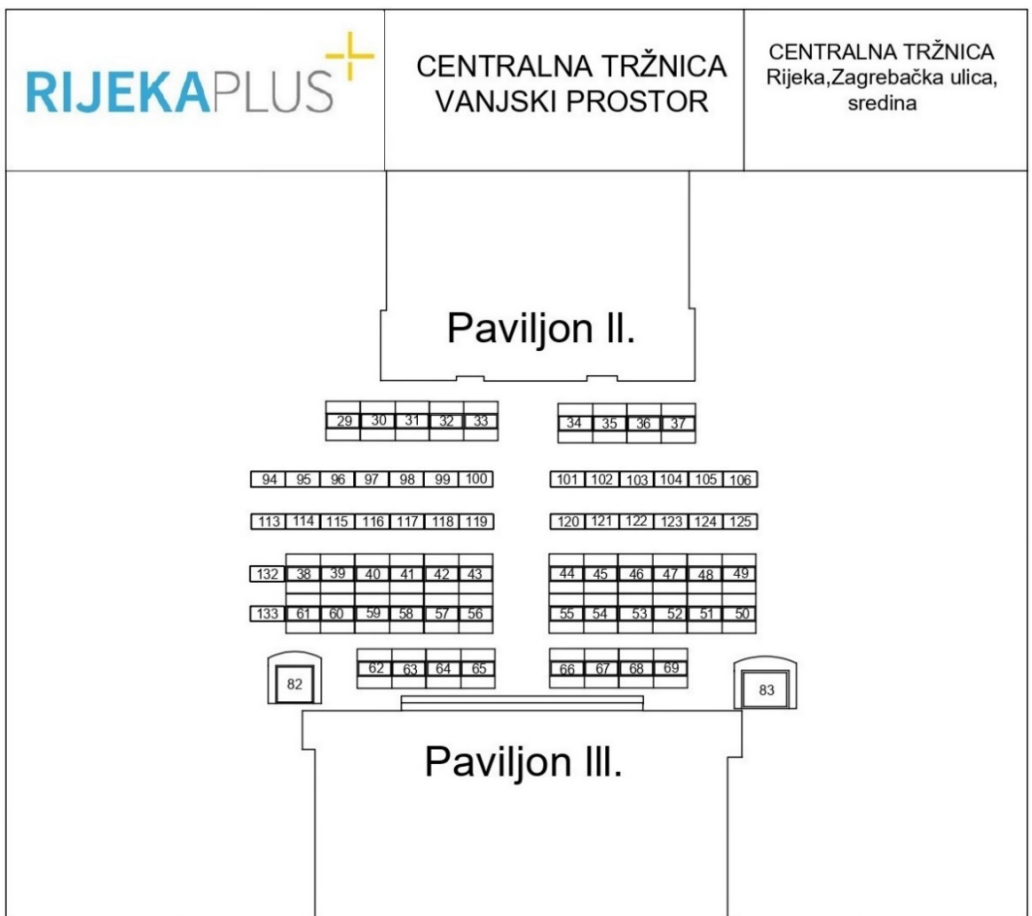 RIJEKAPLUS
CENTRALNA TRŽNICA
VANJSKI PROSTOR
CENTRALNA TRŽNICA
Rijeka,Zagrebačka ulica,
sredina
Paviljon II.
29 30 31 32 33 34 35 36 37
94 95 96 97 98 99 100 101 102 103 104 105 106
113 114 115 116 117 118 119 120 121 122 123 124 125
132 38 39 40 41 42 43 44 45 46 47 48 49
133 61 60 59 58 57 56 55 54 53 52 51 50
62 63 64 65 66 67 68 69
82 83
Paviljon III.